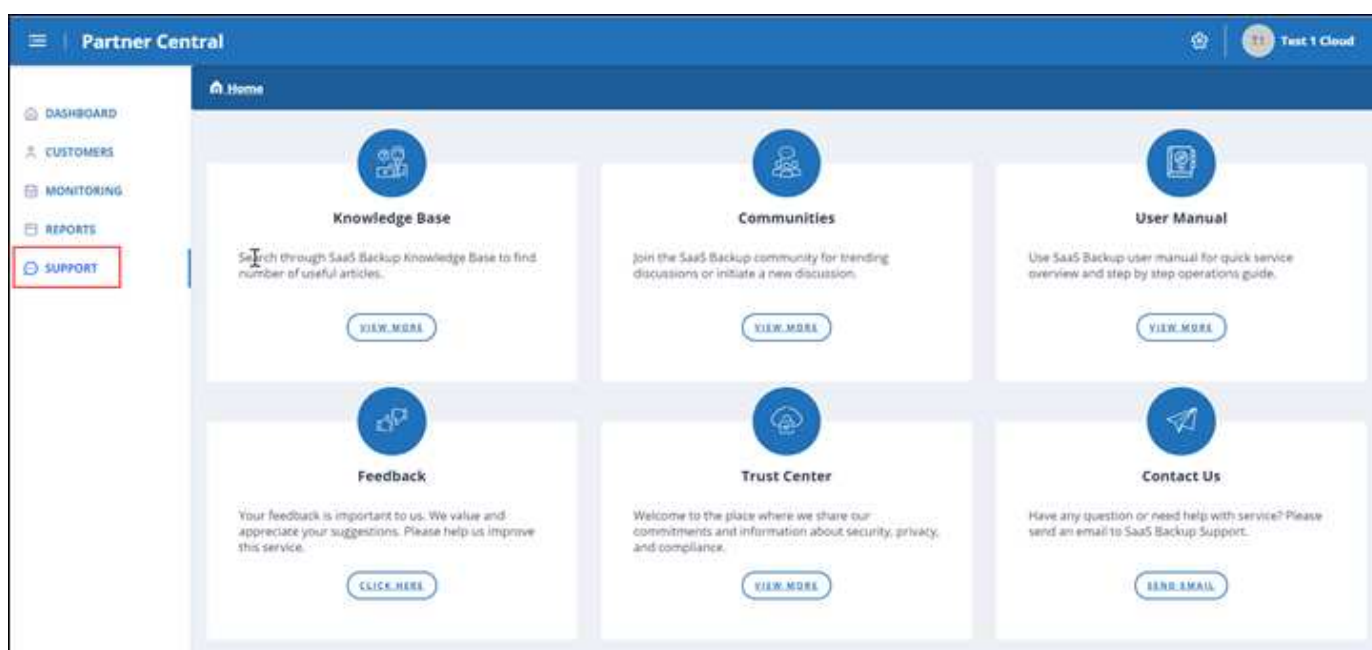 Partner Central
Test 1 Cloud
Home
DASHBOARD
CUSTOMERS
MONITORING
REPORTS
SUPPORT
Knowledge Base
Search through SaaS Backup Knowledge Base to find
number of useful articles.
VIEW MORE
Communities
Join the SaaS Backup community for trending
discussions or initiate a new discussion.
VIEW MORE
User Manual
Use SaaS Backup user manual for quick service
overview and step by step operations guide.
VIEW MORE
Feedback
Your feedback is important to us. We value and
appreciate your suggestions. Please help us improve
this service.
CLICK HERE
Trust Center
Welcome to the place where we share our
commitments and information about security, privacy,
and compliance.
VIEW MORE
Contact Us
Have any question or need help with service? Please
send an email to SaaS Backup Support.
SEND EMAIL